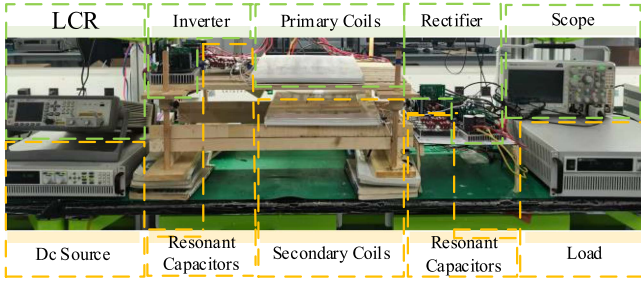 LCR
Inverter
Primary Coils
Rectifier
Scope
Dc Source
Resonant
Capacitors
Secondary Coils
Resonant
Capacitors
Load